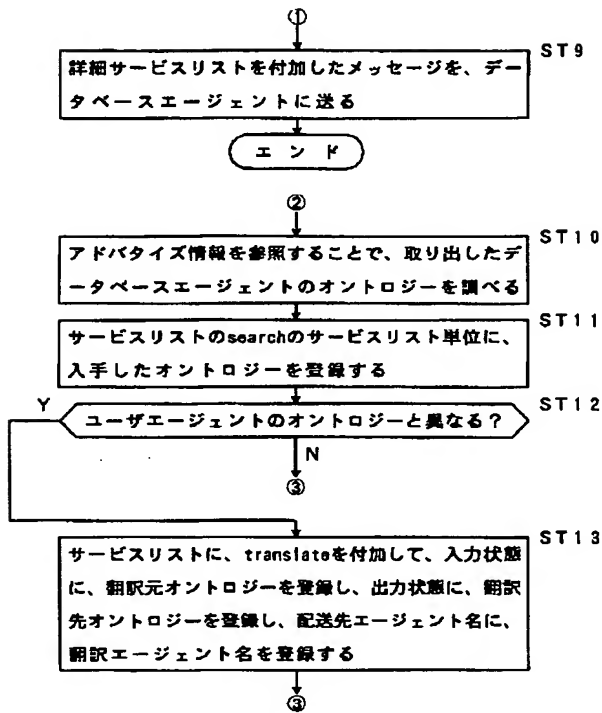 ①
ST9
詳細サービスリストを付加したメッセージを、デー
タベースエージェントに送る
エンド
②
ST10
アドバタイズ情報を参照することで、取り出したデ
ータベースエージェントのオントロジーを調べる
ST11
サービスリストのsearchのサービスリスト単位に、
入手したオントロジーを登録する
ST12
Y
ユーザエージェントのオントロジーと異なる？
N
③
ST13
サービスリストに、translateを付加して、入力状態
に、翻訳元オントロジーを登録し、出力状態に、翻訳
先オントロジーを登録し、配送先エージェント名に、
翻訳エージェント名を登録する
③